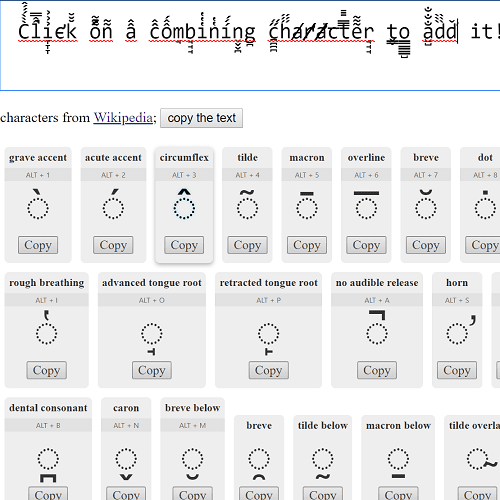 Click on a combining character to add it!
characters from Wikipedia; copy the text
grave accent acute accent circumflex tilde macron overline breve dot
ALT + 1 ALT + 2 ALT + 3 ALT + 4 ALT + 5 ALT + 6 ALT + 7 ALT + 8
Copy Copy Copy Copy Copy Copy Copy Copy
rough breathing advanced tongue root retracted tongue root no audible release horn
ALT + I ALT + O ALT + P ALT + A ALT + S
Copy Copy Copy Copy Copy
dental consonant caron breve below
ALT + B ALT + N ALT + M
breve tilde below macron below tilde overla
Copy Copy Copy Copy Copy Copy Copy